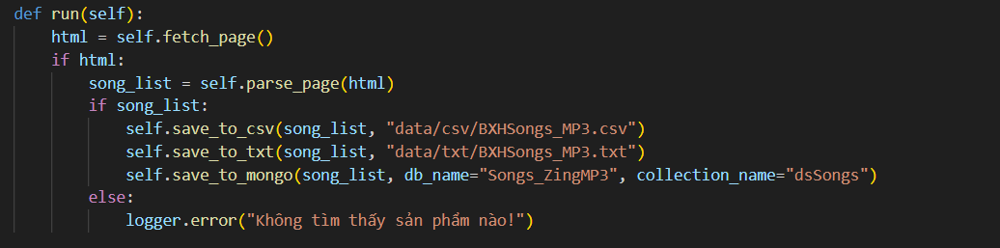 def run(self):
html = self.fetch_page()
if html:
song_list = self.parse_page(html)
if song_list:
self.save_to_csv(song_list, "data/csv/BXHSongs_MP3.csv")
self.save_to_txt(song_list, "data/txt/BXHSongs_MP3.txt")
self.save_to_mongo(song_list, db_name="Songs_ZingMP3", collection_name="dsSongs")
else:
logger.error("Không tìm thấy sản phẩm nào!")